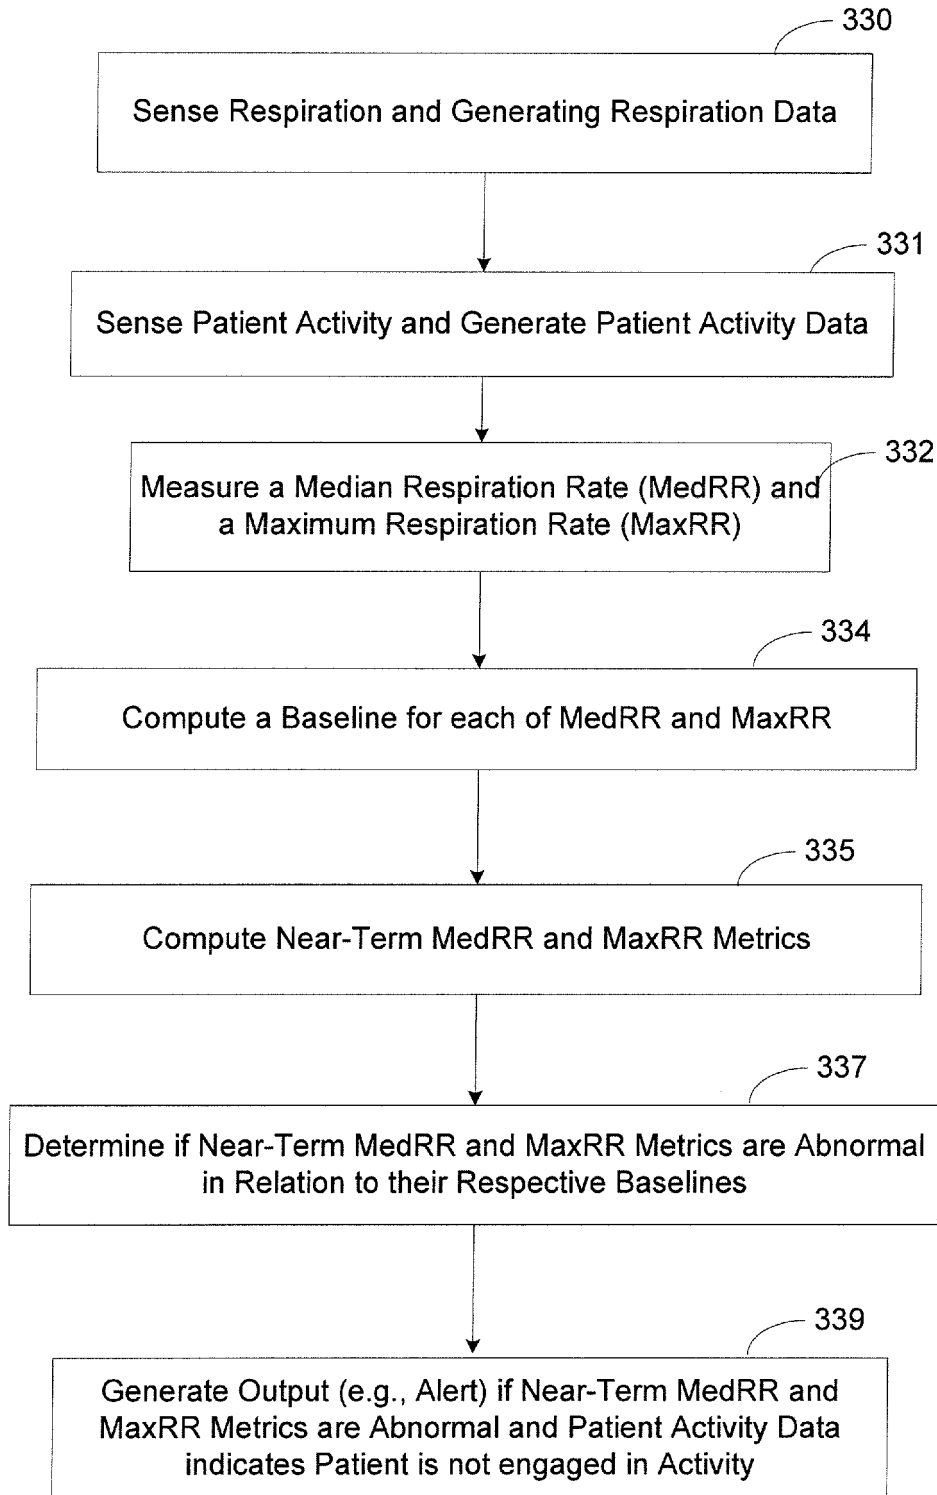 330
Sense Respiration and Generating Respiration Data
331
Sense Patient Activity and Generate Patient Activity Data
332
Measure a Median Respiration Rate (MedRR) and
a Maximum Respiration Rate (MaxRR)
334
Compute a Baseline for each of MedRR and MaxRR
335
Compute Near-Term MedRR and MaxRR Metrics
337
Determine if Near-Term MedRR and MaxRR Metrics are Abnormal
in Relation to their Respective Baselines
339
Generate Output (e.g., Alert) if Near-Term MedRR and
MaxRR Metrics are Abnormal and Patient Activity Data
indicates Patient is not engaged in Activity